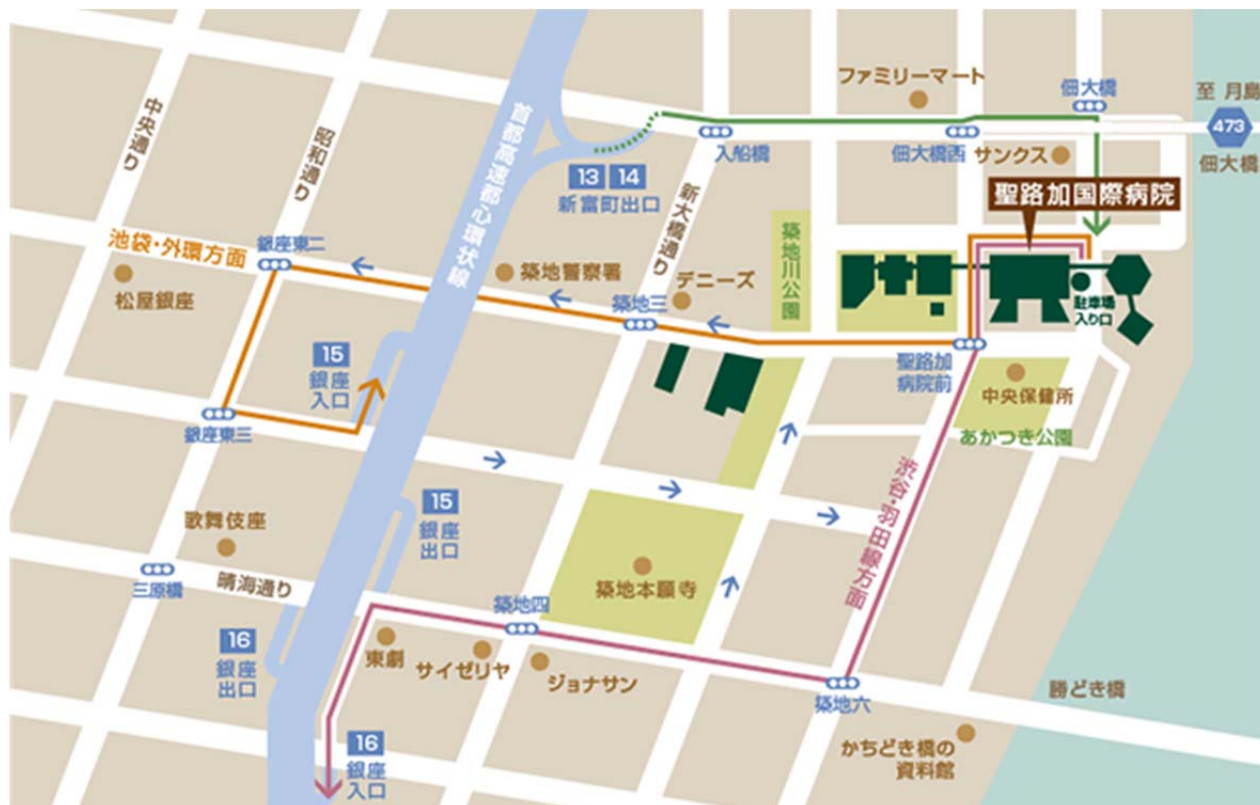 ファミリーマート
佃大橋
至 月島
473
佃大橋
中央通り
昭和通り
首都高速都心環状線
入船橋
佃大橋西
サンクス
13 14
新富町出口
新大橋通り
聖路加国際病院
築地川公園
池袋・外環方面
銀座東二
松屋銀座
築地警察署
デニーズ
築地三
駐車場
入り口
15
銀座
入口
聖路加
病院前
中央保健所
あかつき公園
銀座東三
渋谷・羽田線方面
15
銀座
出口
歌舞伎座
晴海通り
三原橋
築地本願寺
築地四
16
銀座
出口
東劇
サイゼリヤ
ジョナサン
築地六
勝どき橋
かちどき橋の
資料館
16
銀座
入口